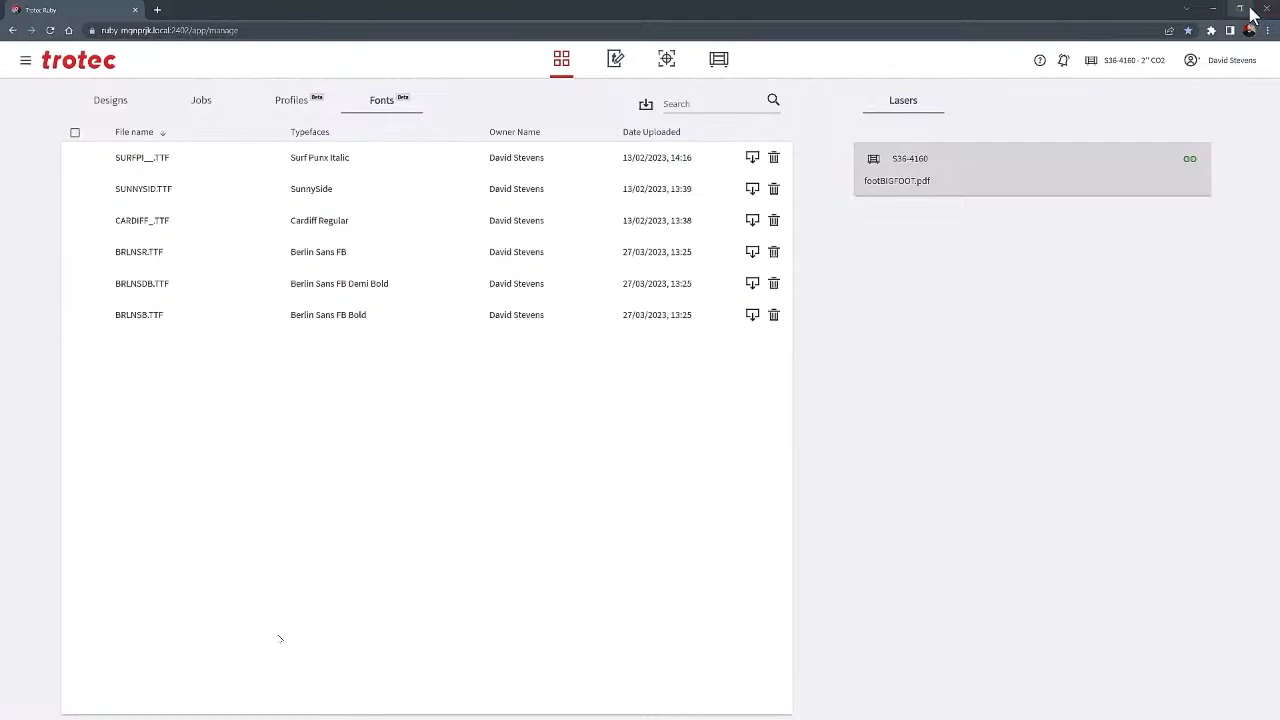 Trotec Ruby
ruby-mgnprjk.local:2402/app/manage
trotec
S36-4160 - 2" CO2
David Stevens
Designs
Jobs
Profiles Beta
Fonts Beta
Search
Lasers
File name
Typefaces
Owner Name
Date Uploaded
SURFPI__.TTF Surf Punx Italic David Stevens 13/02/2023, 14:16
SUNNYSID.TTF SunnySide David Stevens 13/02/2023, 13:39
CARDIFF_.TTF Cardiff Regular David Stevens 13/02/2023, 13:38
BRLNSR.TTF Berlin Sans FB David Stevens 27/03/2023, 13:25
BRLNSDB.TTF Berlin Sans FB Demi Bold David Stevens 27/03/2023, 13:25
BRLNSB.TTF Berlin Sans FB Bold David Stevens 27/03/2023, 13:25
S36-4160
footBIGFOOT.pdf